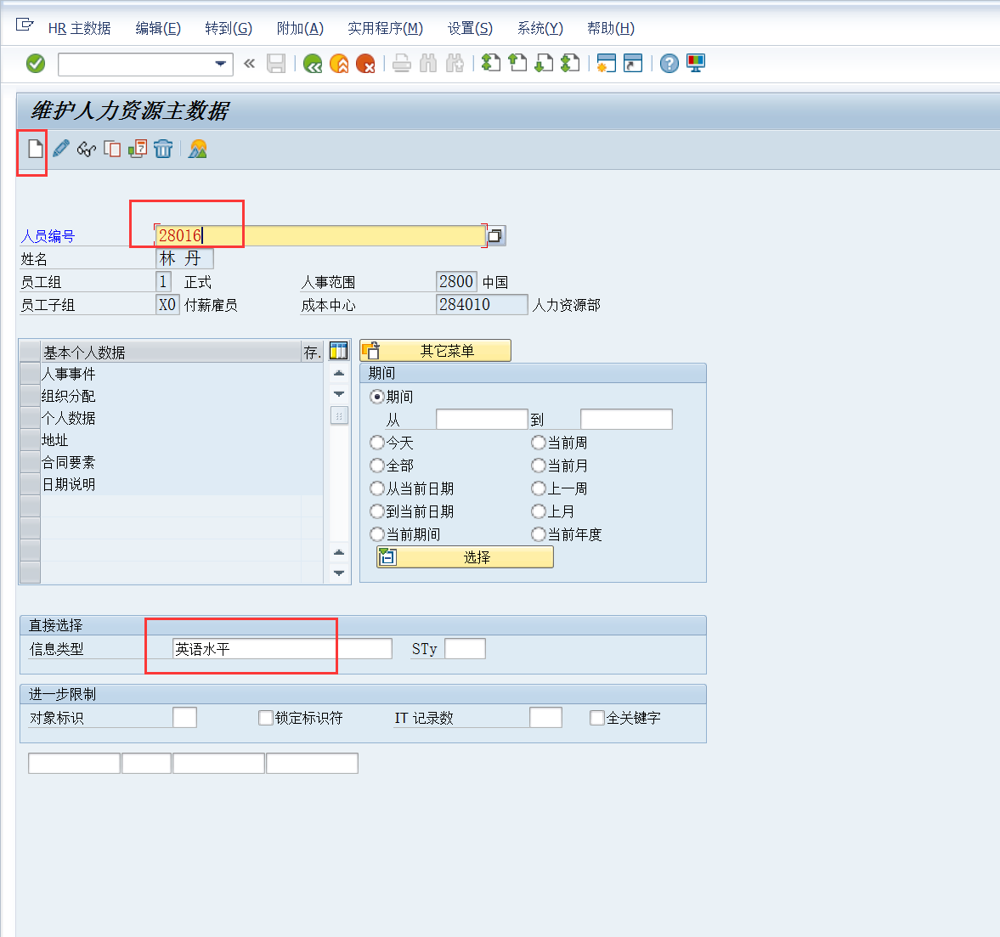 HR 主数据 编辑(E) 转到(G) 附加(A) 实用程序(M) 设置(S) 系统(Y) 帮助(H)
维护人力资源主数据
人员编号 28016
姓名 林 丹
员工组 1 正式 人事范围 2800 中国
员工子组 X0 付薪雇员 成本中心 284010 人力资源部
基本个人数据 存.
人事事件
组织分配
个人数据
地址
合同要素
日期说明
其它菜单
期间
期间
从 到
今天 当前周
全部 当前月
从当前日期 上一周
到当前日期 上月
当前期间 当前年度
选择
直接选择
信息类型 英语水平 STy
进一步限制
对象标识 锁定标识符 IT 记录数 全关键字